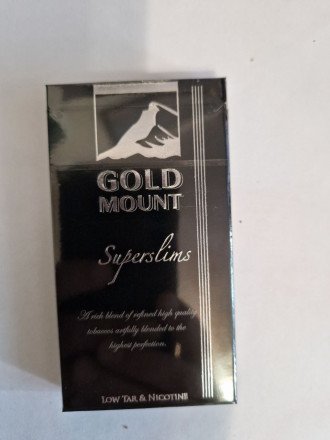 GOLD
MOUNT
Superslims
A rich blend of refined high quality
tobaccos artfully blended to the
highest perfection.
LOW TAR & NICOTINE